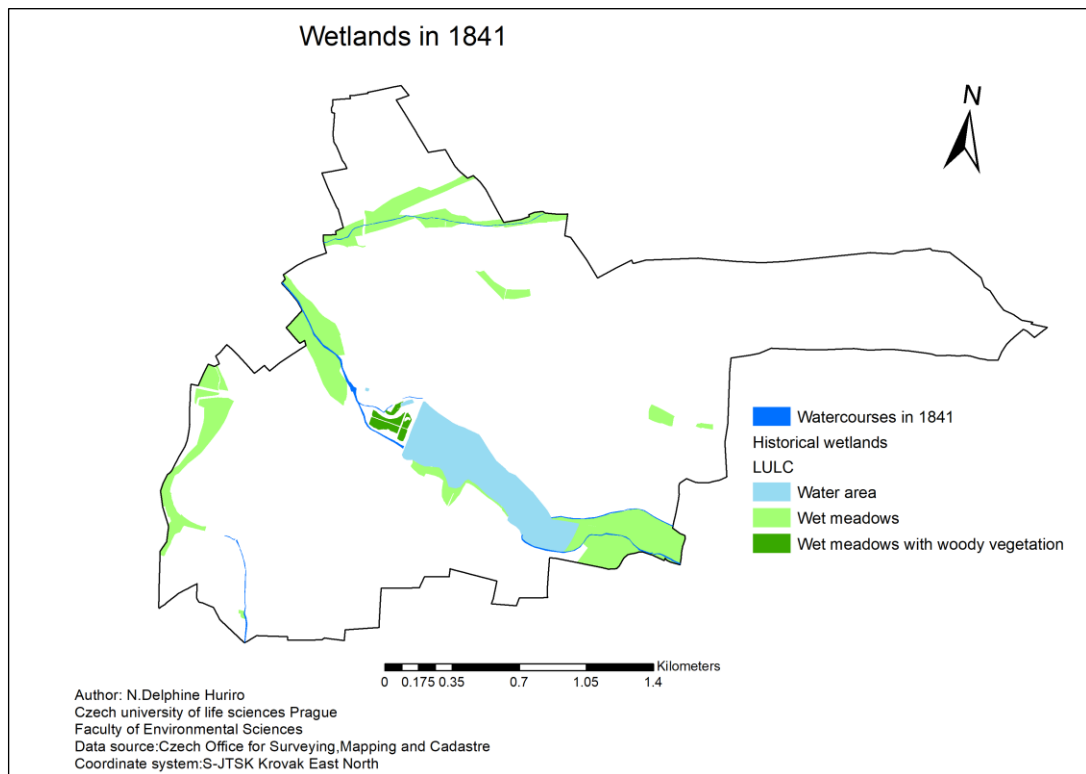 Wetlands in 1841
N
Watercourses in 1841
Historical wetlands
LULC
Water area
Wet meadows
Wet meadows with woody vegetation
Kilometers
0 0.175 0.35 0.7 1.05 1.4
Author: N.Delphine Huriro
Czech university of life sciences Prague
Faculty of Environmental Sciences
Data source:Czech Office for Surveying,Mapping and Cadastre
Coordinate system:S-JTSK Krovak East North